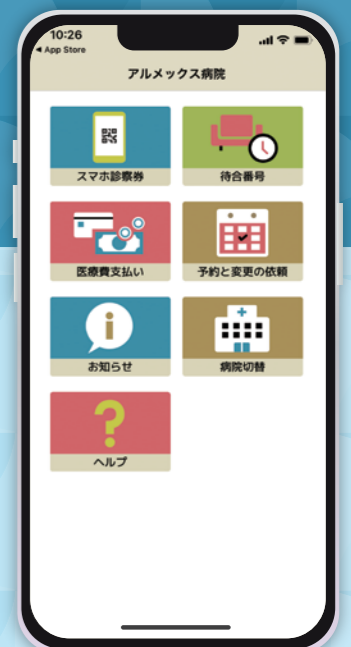 10:26
◀ App Store
アルメックス病院
スマホ診察券
待合番号
医療費支払い
予約と変更の依頼
お知らせ
病院切替
ヘルプ